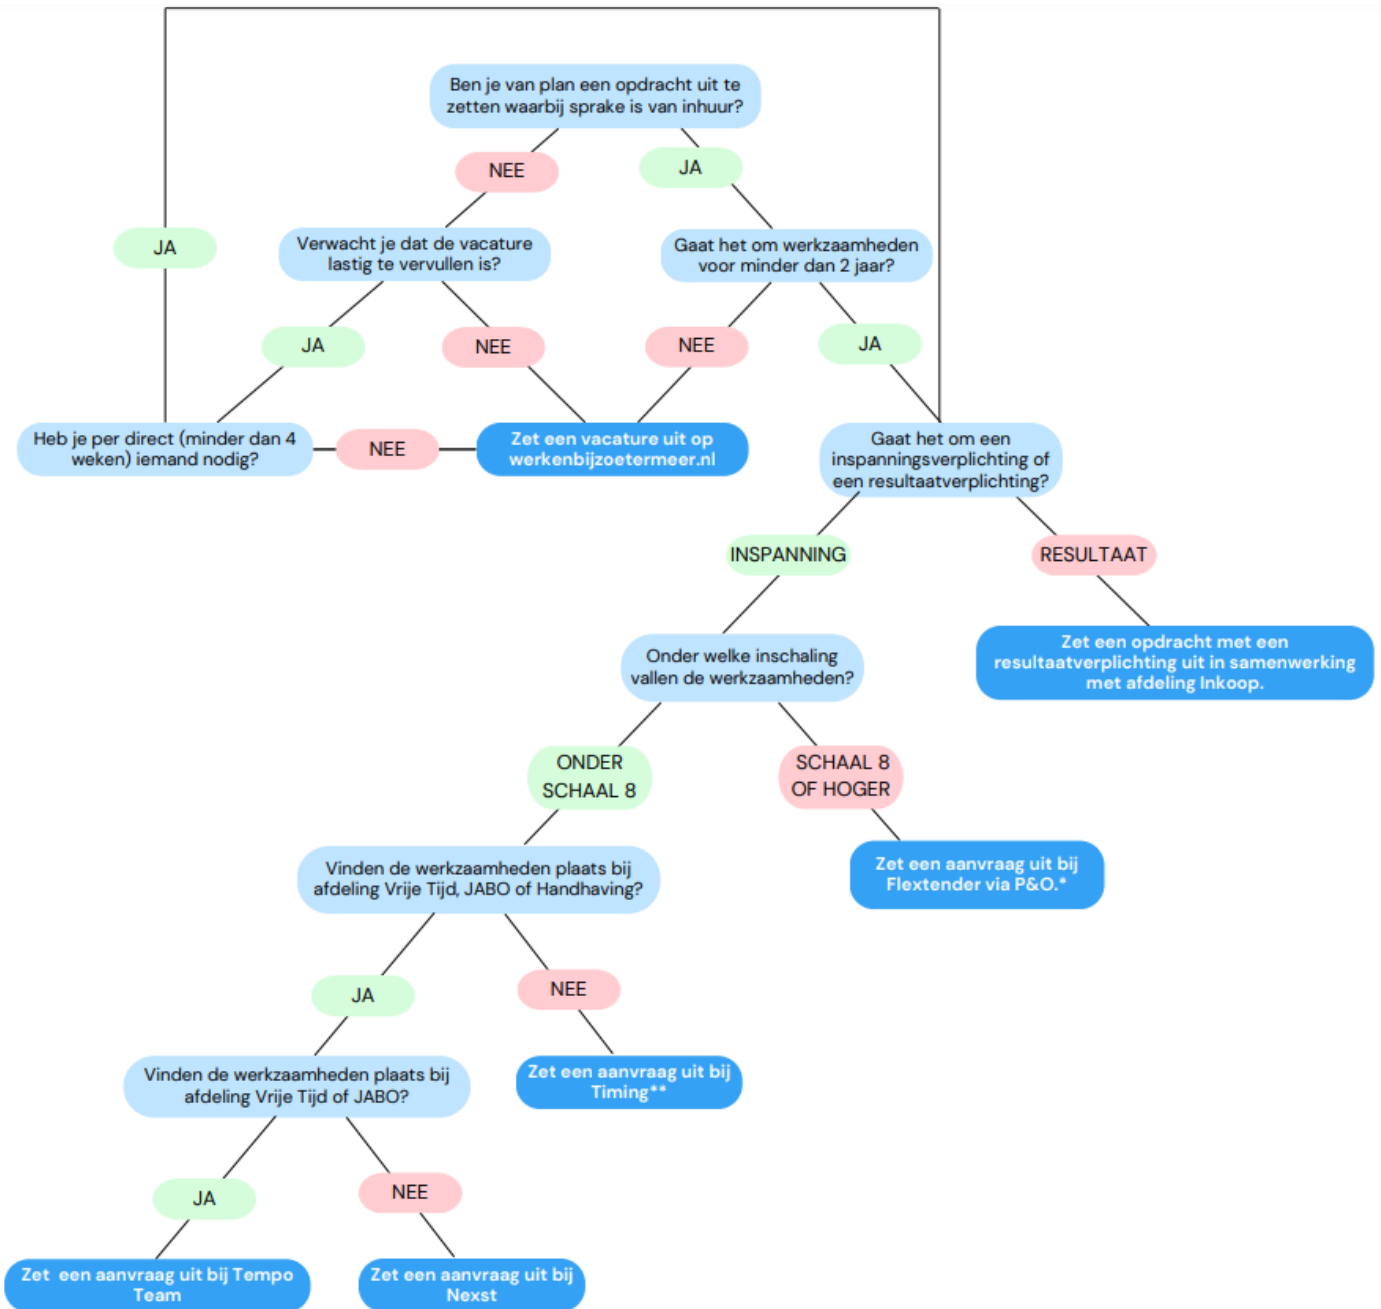 Ben je van plan een opdracht uit te
zetten waarbij sprake is van inhuur?
NEE
JA
JA
Verwacht je dat de vacature
lastig te vervullen is?
Gaat het om werkzaamheden
voor minder dan 2 jaar?
JA
NEE
NEE
JA
Heb je per direct (minder dan 4
weken) iemand nodig?
NEE
Zet een vacature uit op
werkenbijzoetermeer.nl
Gaat het om een
inspanningsverplichting of
een resultaatverplichting?
INSPANNING
RESULTAAT
Zet een opdracht met een
resultaatverplichting uit in samenwerking
met afdeling Inkoop.
Onder welke inschaling
vallen de werkzaamheden?
ONDER
SCHAAL 8
SCHAAL 8
OF HOGER
Vinden de werkzaamheden plaats bij
afdeling Vrije Tijd, JABO of Handhaving?
Zet een aanvraag uit bij
Flextender via P&O.*
JA
NEE
Vinden de werkzaamheden plaats bij
afdeling Vrije Tijd of JABO?
Zet een aanvraag uit bij
Timing**
JA
NEE
Zet een aanvraag uit bij Tempo
Team
Zet een aanvraag uit bij
Nexst